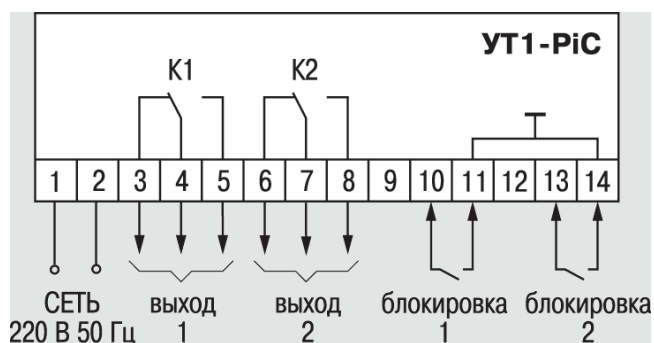 УТ1-PiC
K1 K2
1 2 3 4 5 6 7 8 9 10 11 12 13 14
СЕТЬ выход выход блокировка блокировка
220 В 50 Гц 1 2 1 2